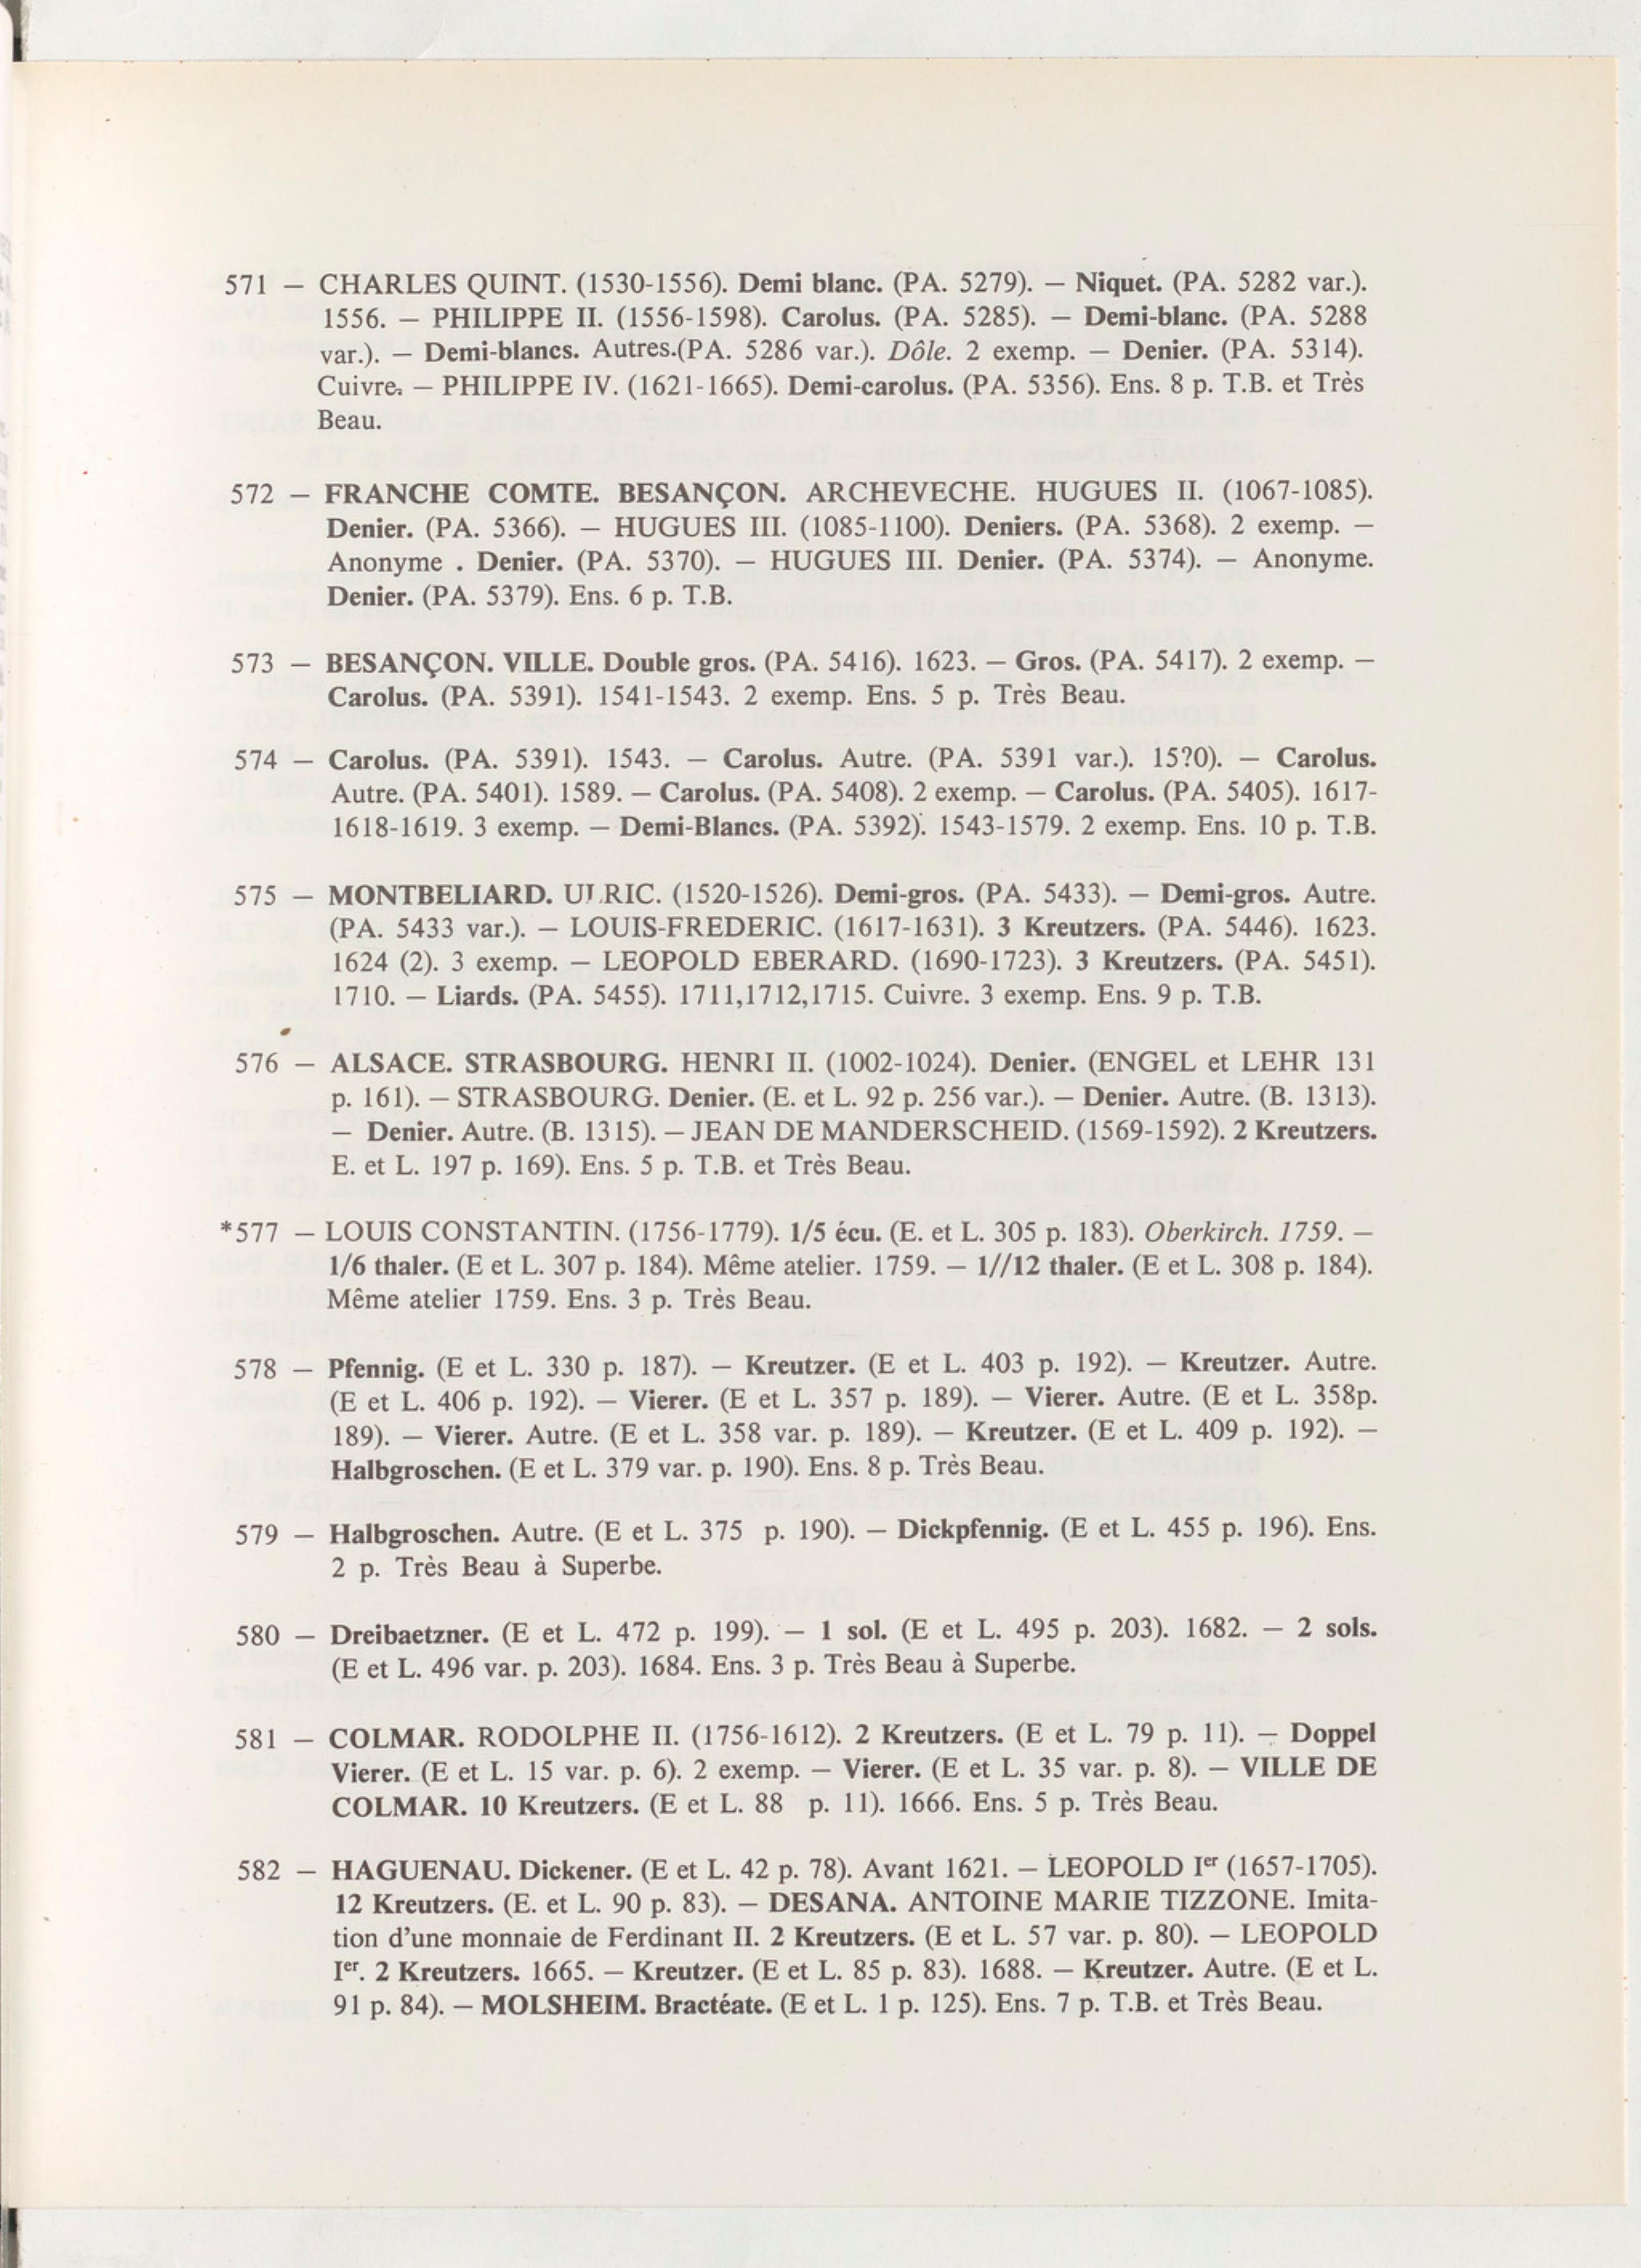 571 — CHARLES QUINT. (1530-1556). Demi blanc. (PA. 5279). — Niquet. (PA. 5282 var.).
1556. — PHILIPPE II. (1556-1598). Carolus. (PA. 5285). — Demi-blanc. (PA. 5288
var.). — Demi-blancs. Autres.(PA. 5286 var.). Dôle. 2 exemp. — Denier. (PA. 5314).
Cuivre. — PHILIPPE IV. (1621-1665). Demi-carolus. (PA. 5356). Ens. 8 p. T.B. et Très
Beau.
572 — FRANCHE COMTE. BESANÇON. ARCHEVECHE. HUGUES II. (1067-1085).
Denier. (PA. 5366). — HUGUES III. (1085-1100). Deniers. (PA. 5368). 2 exemp. —
Anonyme . Denier. (PA. 5370). — HUGUES III. Denier. (PA. 5374). — Anonyme.
Denier. (PA. 5379). Ens. 6 p. T.B.
573 — BESANÇON. VILLE. Double gros. (PA. 5416). 1623. — Gros. (PA. 5417). 2 exemp. —
Carolus. (PA. 5391). 1541-1543. 2 exemp. Ens. 5 p. Très Beau.
574 — Carolus. (PA. 5391). 1543. — Carolus. Autre. (PA. 5391 var.). 15?0). — Carolus.
Autre. (PA. 5401). 1589. — Carolus. (PA. 5408). 2 exemp. — Carolus. (PA. 5405). 1617-
1618-1619. 3 exemp. — Demi-Blancs. (PA. 5392). 1543-1579. 2 exemp. Ens. 10 p. T.B.
575 — MONTBELIARD. ULRIC. (1520-1526). Demi-gros. (PA. 5433). — Demi-gros. Autre.
(PA. 5433 var.). — LOUIS-FREDERIC. (1617-1631). 3 Kreutzers. (PA. 5446). 1623.
1624 (2). 3 exemp. — LEOPOLD EBERARD. (1690-1723). 3 Kreutzers. (PA. 5451).
1710. — Liards. (PA. 5455). 1711,1712,1715. Cuivre. 3 exemp. Ens. 9 p. T.B.
576 — ALSACE. STRASBOURG. HENRI II. (1002-1024). Denier. (ENGEL et LEHR 131
p. 161). — STRASBOURG. Denier. (E. et L. 92 p. 256 var.). — Denier. Autre. (B. 1313).
— Denier. Autre. (B. 1315). — JEAN DE MANDERSCHEID. (1569-1592). 2 Kreutzers.
E. et L. 197 p. 169). Ens. 5 p. T.B. et Très Beau.
*577 — LOUIS CONSTANTIN. (1756-1779). 1/5 écu. (E. et L. 305 p. 183). Oberkirch. 1759. —
1/6 thaler. (E et L. 307 p. 184). Même atelier. 1759. — 1//12 thaler. (E et L. 308 p. 184).
Même atelier 1759. Ens. 3 p. Très Beau.
578 — Pfennig. (E et L. 330 p. 187). — Kreutzer. (E et L. 403 p. 192). — Kreutzer. Autre.
(E et L. 406 p. 192). — Vierer. (E et L. 357 p. 189). — Vierer. Autre. (E et L. 358p.
189). — Vierer. Autre. (E et L. 358 var. p. 189). — Kreutzer. (E et L. 409 p. 192). —
Halbgroschen. (E et L. 379 var. p. 190). Ens. 8 p. Très Beau.
579 — Halbgroschen. Autre. (E et L. 375 p. 190). — Dickpfennig. (E et L. 455 p. 196). Ens.
2 p. Très Beau à Superbe.
580 — Dreibaetzner. (E et L. 472 p. 199). — 1 sol. (E et L. 495 p. 203). 1682. — 2 sols.
(E et L. 496 var. p. 203). 1684. Ens. 3 p. Très Beau à Superbe.
581 — COLMAR. RODOLPHE II. (1756-1612). 2 Kreutzers. (E et L. 79 p. 11). — Doppel
Vierer. (E et L. 15 var. p. 6). 2 exemp. — Vierer. (E et L. 35 var. p. 8). — VILLE DE
COLMAR. 10 Kreutzers. (E et L. 88 p. 11). 1666. Ens. 5 p. Très Beau.
582 — HAGUENAU. Dickener. (E et L. 42 p. 78). Avant 1621. — LEOPOLD Ier (1657-1705).
12 Kreutzers. (E. et L. 90 p. 83). — DESANA. ANTOINE MARIE TIZZONE. Imita-
tion d'une monnaie de Ferdinant II. 2 Kreutzers. (E et L. 57 var. p. 80). — LEOPOLD
Ier. 2 Kreutzers. 1665. — Kreutzer. (E et L. 85 p. 83). 1688. — Kreutzer. Autre. (E et L.
91 p. 84). — MOLSHEIM. Bractéate. (E et L. 1 p. 125). Ens. 7 p. T.B. et Très Beau.